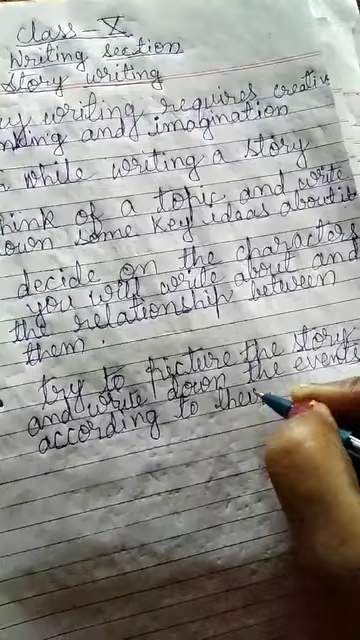 Class-X
Writing section
Story writing
writing requires creative
and imagination
while writing a story
think of a topic and write
down some key ideas about it
decide on the characters
you will write about and
the relationship between
them.
try to picture the story
and write down the events
according to their